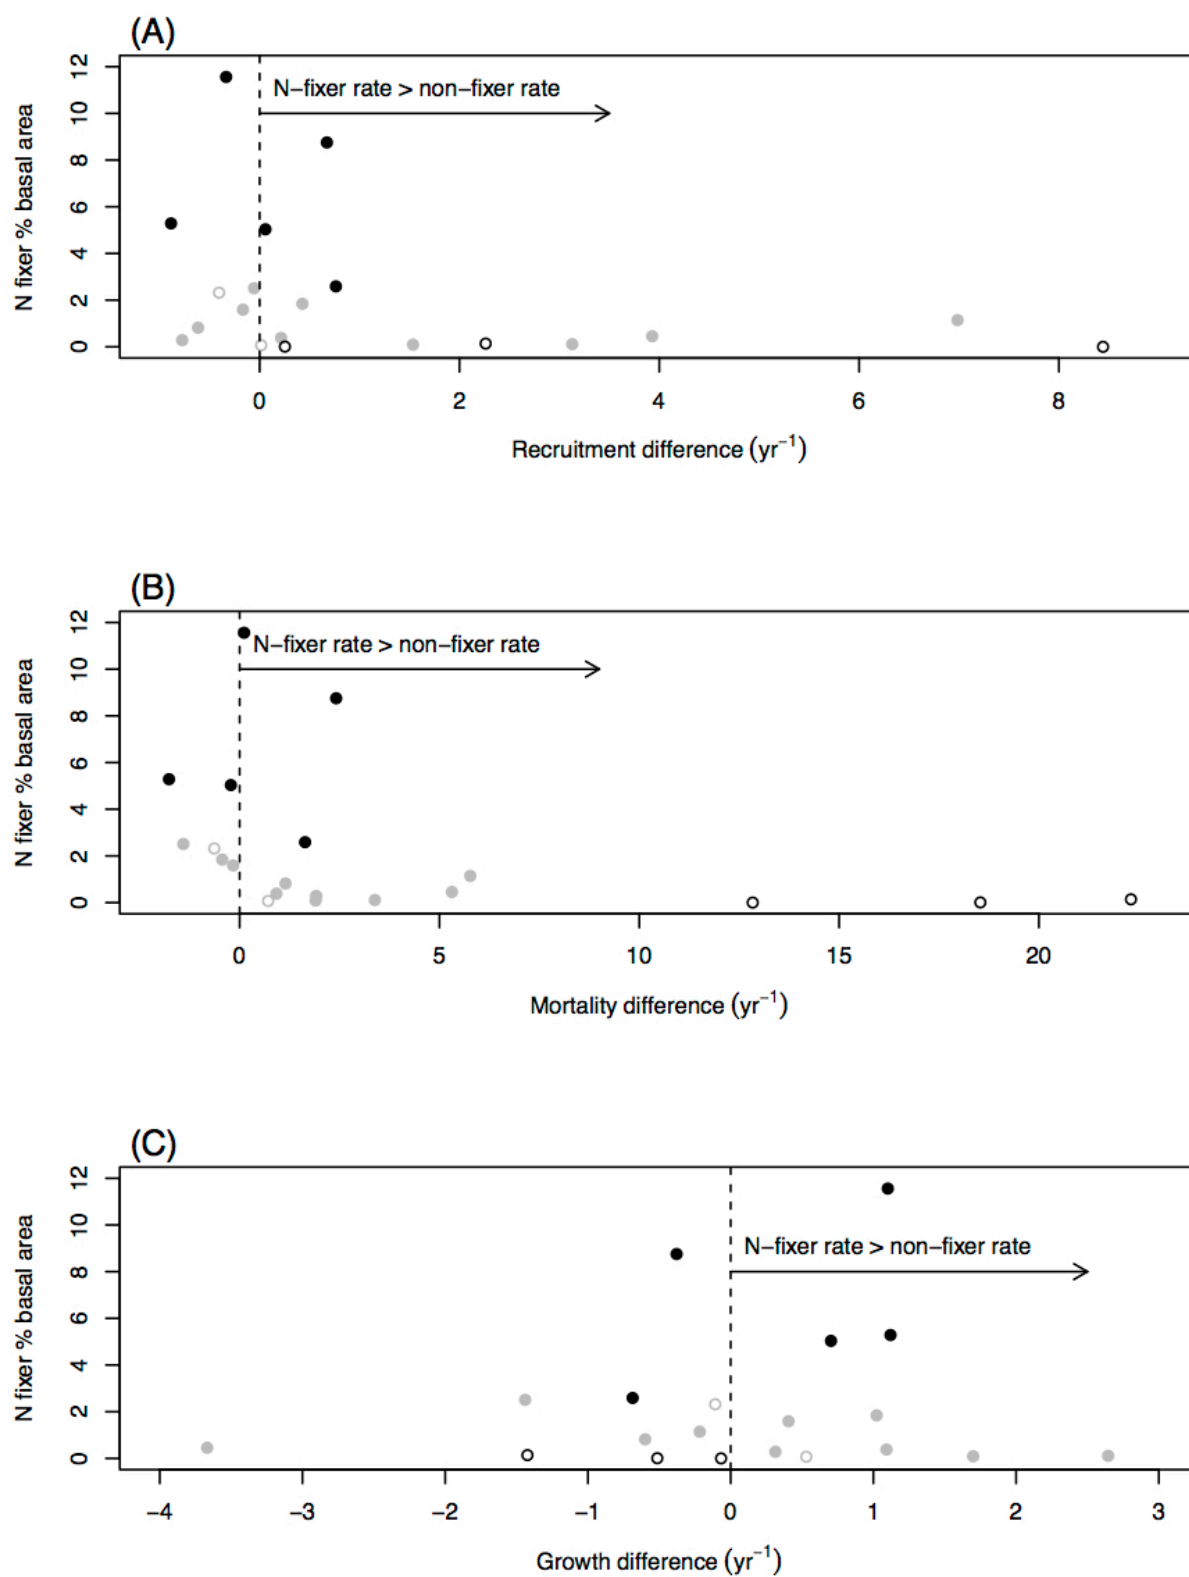 (A)
N fixer % basal area
12
10
8
6
4
2
0
N−fixer rate > non−fixer rate
0 2 4 6 8
Recruitment difference (yr⁻¹)
(B)
N fixer % basal area
12
10
8
6
4
2
0
N−fixer rate > non−fixer rate
0 5 10 15 20
Mortality difference (yr⁻¹)
(C)
N fixer % basal area
12
10
8
6
4
2
0
N−fixer rate > non−fixer rate
−4 −3 −2 −1 0 1 2 3
Growth difference (yr⁻¹)